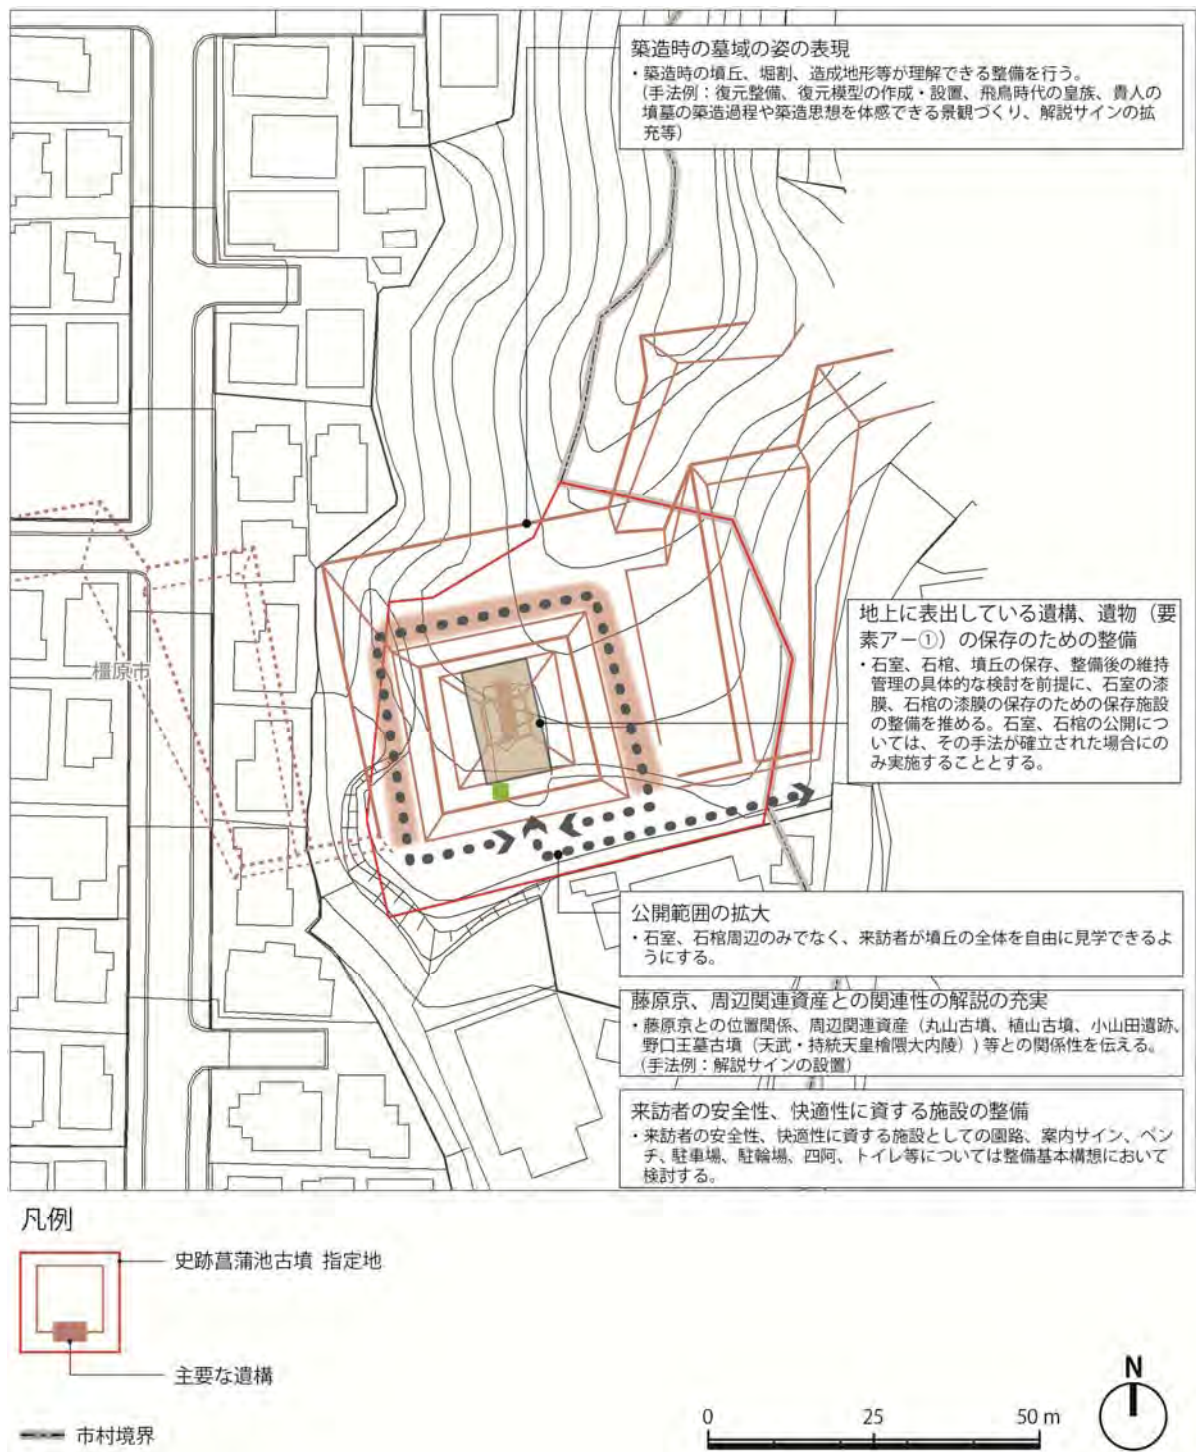 築造時の墓域の姿の表現
・築造時の墳丘、堀割、造成地形等が理解できる整備を行う。
(手法例：復元整備、復元模型の作成・設置、飛鳥時代の皇族、貴人の
墳墓の築造過程や築造思想を体感できる景観づくり、解説サインの拡
充等)
地上に表出している遺構、遺物（要
素ア－①）の保存のための整備
・石室、石棺、墳丘の保存、整備後の維持
管理の具体的な検討を前提に、石室の漆
膜、石棺の漆膜の保存のための保存施設
の整備を推める。石室、石棺の公開につ
いては、その手法が確立された場合にの
み実施することとする。
橿原市
公開範囲の拡大
・石室、石棺周辺のみでなく、来訪者が墳丘の全体を自由に見学できるよ
うにする。
藤原京、周辺関連資産との関連性の解説の充実
・藤原京との位置関係、周辺関連資産（丸山古墳、植山古墳、小山田遺跡、
野口王墓古墳（天武・持統天皇檜隈大内陵））等との関係性を伝える。
（手法例：解説サインの設置）
来訪者の安全性、快適性に資する施設の整備
・来訪者の安全性、快適性に資する施設としての園路、案内サイン、ベン
チ、駐車場、駐輪場、四阿、トイレ等については整備基本構想において
検討する。
凡例
史跡菖蒲池古墳 指定地
主要な遺構
市村境界
0 25 50 m
N